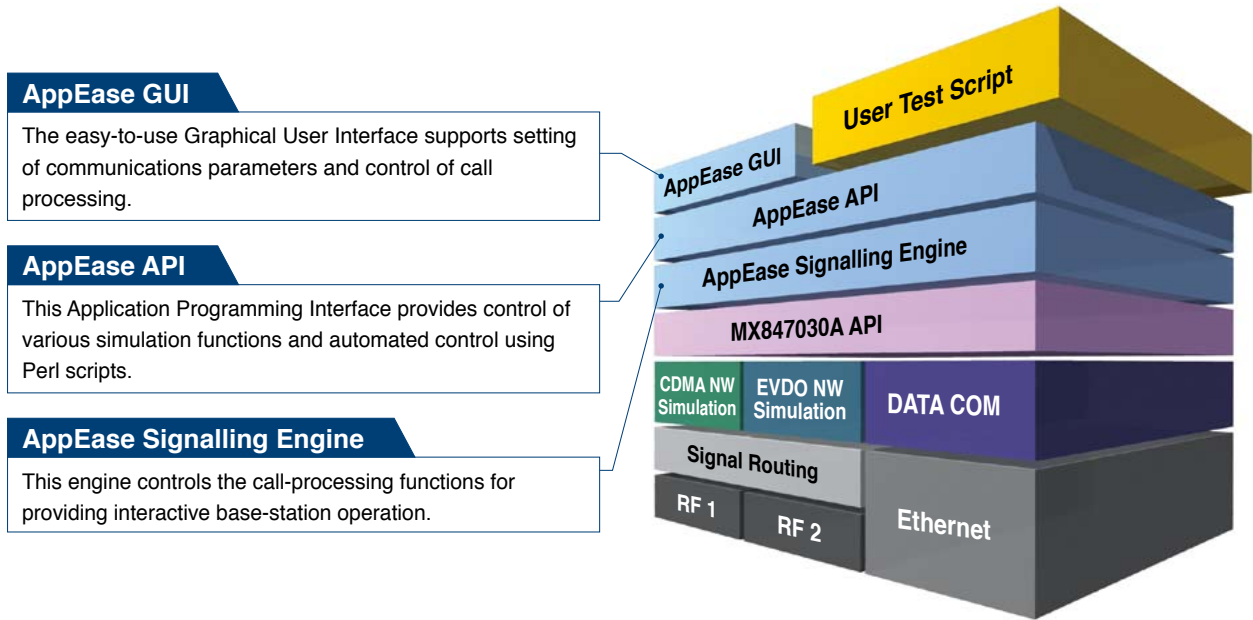 AppEase GUI
The easy-to-use Graphical User Interface supports setting
of communications parameters and control of call
processing.
AppEase API
This Application Programming Interface provides control of
various simulation functions and automated control using
Perl scripts.
AppEase Signalling Engine
This engine controls the call-processing functions for
providing interactive base-station operation.
User Test Script
AppEase GUI
AppEase API
AppEase Signalling Engine
MX847030A API
CDMA NW
Simulation
EVDO NW
Simulation
DATA COM
Signal Routing
RF 1
RF 2
Ethernet